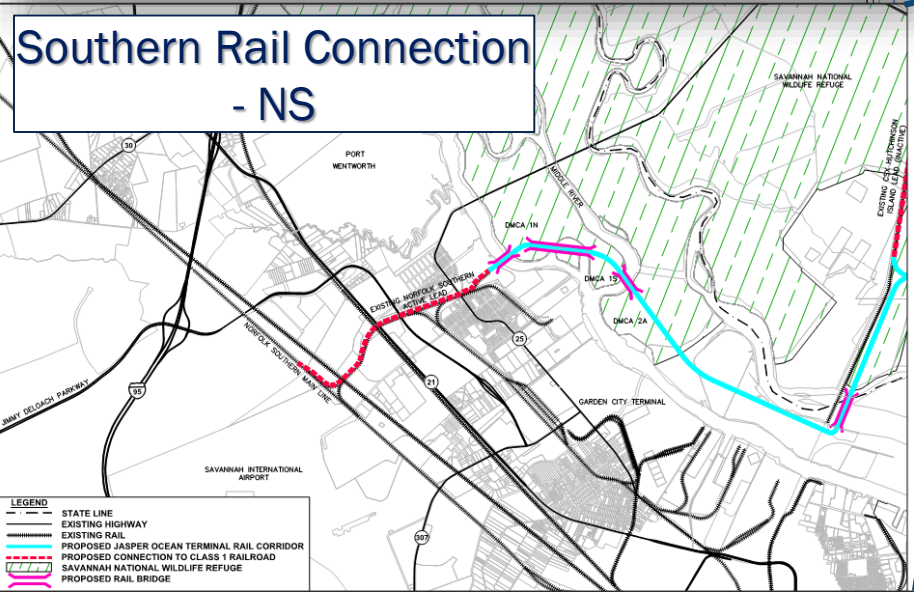 Southern Rail Connection
- NS
SAVANNAH NATIONAL
WILDLIFE REFUGE
30
PORT
WENTWORTH
MIDDLE RIVER
EXISTING CSX HUTCHINSON
ISLAND LEAD (INACTIVE)
DMCA 1N
EXISTING NORFOLK SOUTHERN
ACTIVE LEAD
DMCA 1S
DMCA 2A
NORFOLK SOUTHERN MAIN LINE
25
21
95
JIMMY DELOACH PARKWAY
GARDEN CITY TERMINAL
SAVANNAH INTERNATIONAL
AIRPORT
307
LEGEND
STATE LINE
EXISTING HIGHWAY
EXISTING RAIL
PROPOSED JASPER OCEAN TERMINAL RAIL CORRIDOR
PROPOSED CONNECTION TO CLASS 1 RAILROAD
SAVANNAH NATIONAL WILDLIFE REFUGE
PROPOSED RAIL BRIDGE